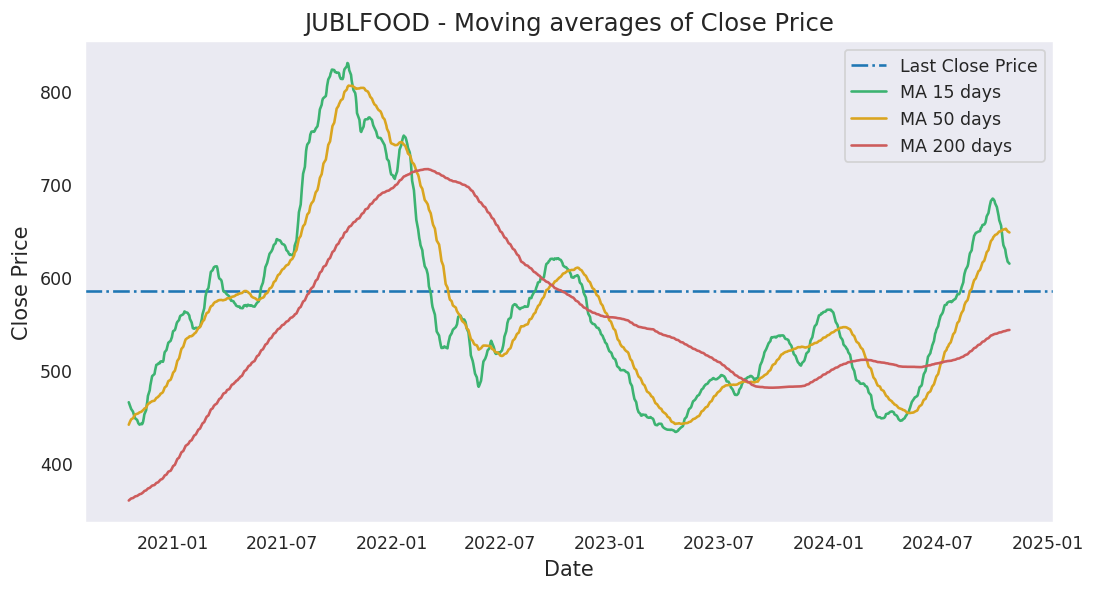 JUBLFOOD - Moving averages of Close Price
Last Close Price
MA 15 days
MA 50 days
MA 200 days
Close Price
800
700
600
500
400
2021-01 2021-07 2022-01 2022-07 2023-01 2023-07 2024-01 2024-07 2025-01
Date